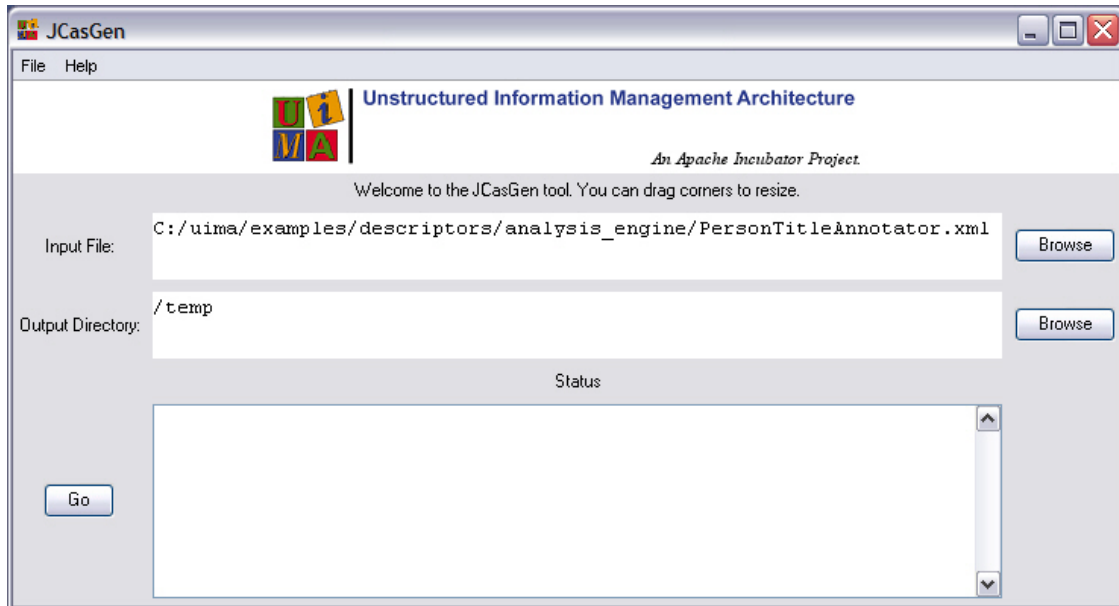 JCasGen
File Help
UiMA
Unstructured Information Management Architecture
An Apache Incubator Project.
Welcome to the JCasGen tool. You can drag corners to resize.
Input File:
C:/uima/examples/descriptors/analysis_engine/PersonTitleAnnotator.xml
Browse
Output Directory:
/temp
Browse
Status
Go